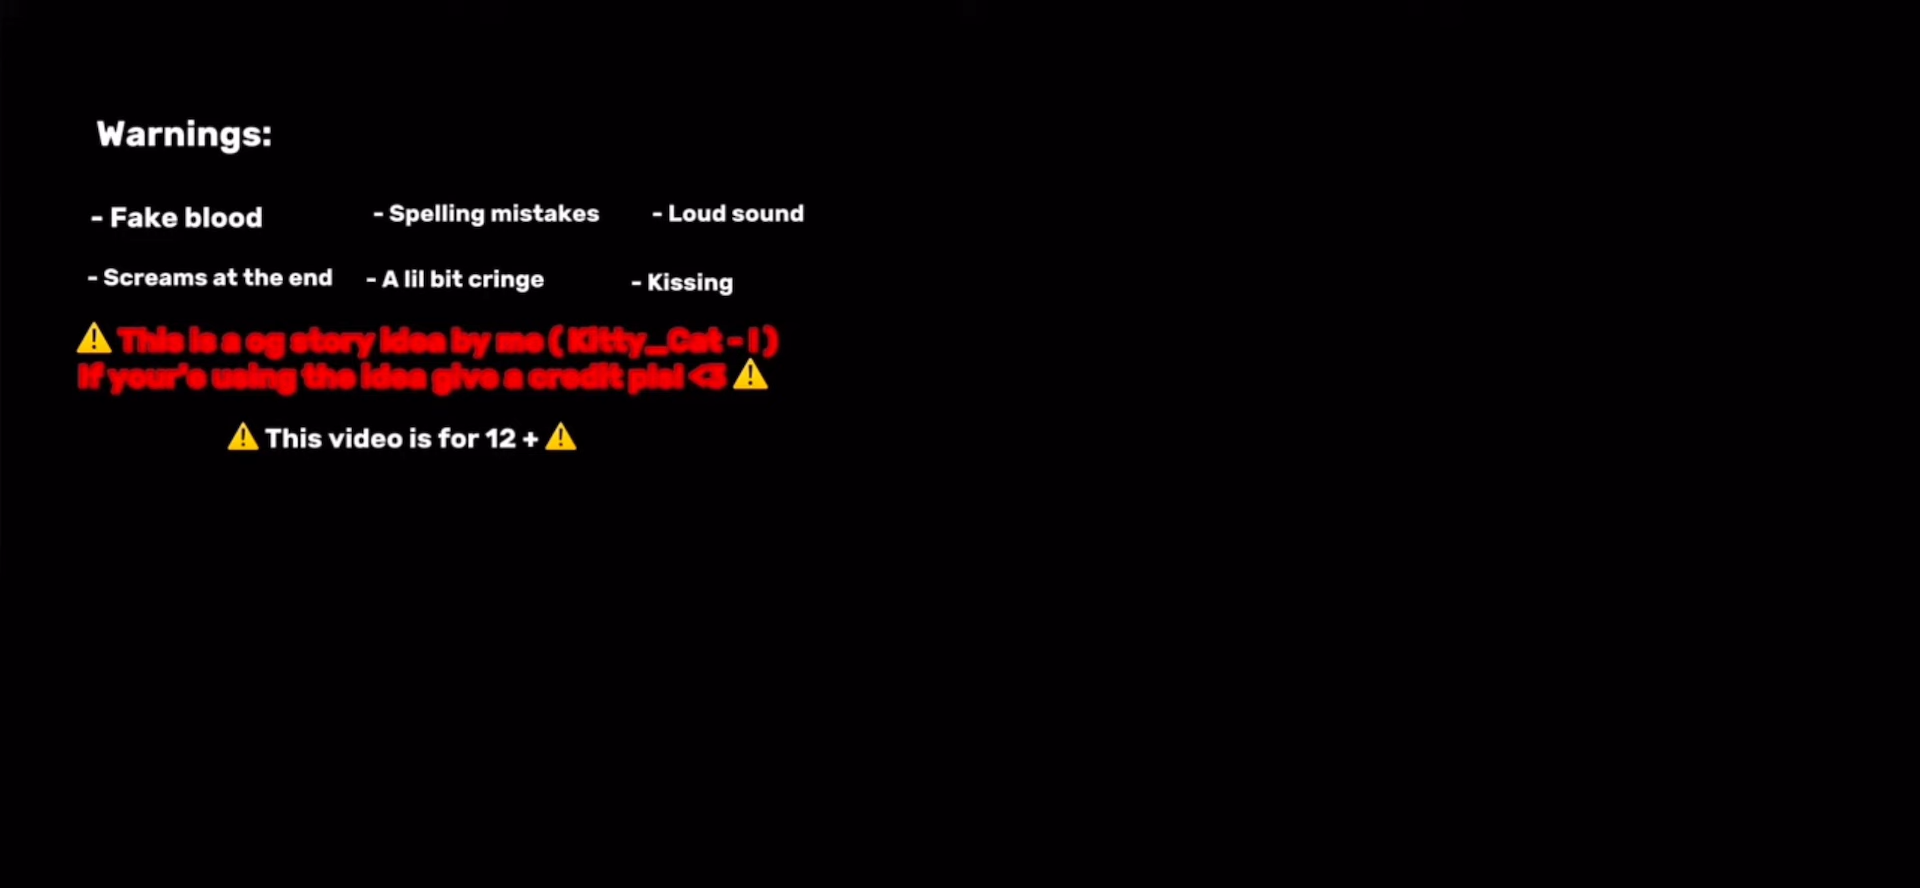 Warnings:
- Fake blood - Spelling mistakes - Loud sound
- Screams at the end - A lil bit cringe - Kissing
⚠️ This is a og story idea by me ( Kitty_Cat - I )
If your'e using the idea give a credit pls! <3 ⚠️
⚠️ This video is for 12 + ⚠️